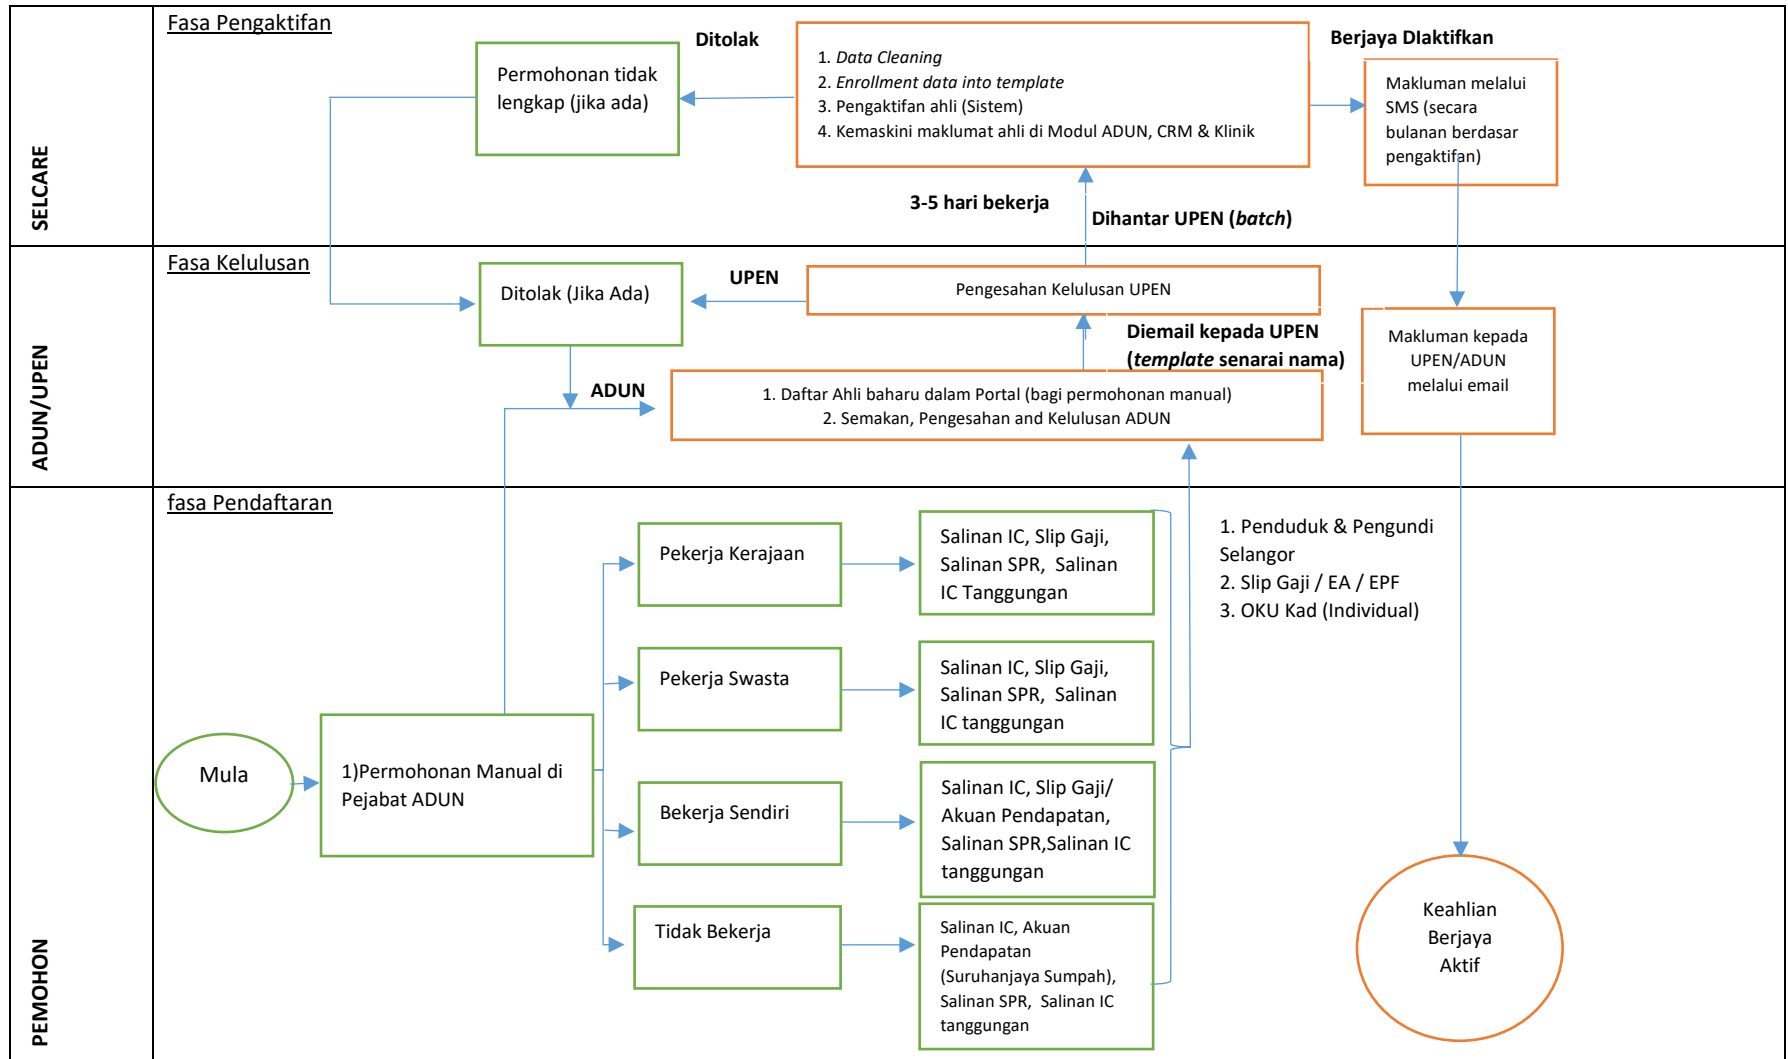 SELCARE
Fasa Pengaktifan
Permohonan tidak
lengkap (jika ada)
Ditolak
1. Data Cleaning
2. Enrollment data into template
3. Pengaktifan ahli (Sistem)
4. Kemaskini maklumat ahli di Modul ADUN, CRM & Klinik
Berjaya DIaktifkan
Makluman melalui
SMS (secara
bulanan berdasar
pengaktifan)
3-5 hari bekerja
Dihantar UPEN (batch)
ADUN/UPEN
Fasa Kelulusan
Ditolak (Jika Ada)
UPEN
Pengesahan Kelulusan UPEN
Diemail kepada UPEN
(template senarai nama)
ADUN
1. Daftar Ahli baharu dalam Portal (bagi permohonan manual)
2. Semakan, Pengesahan and Kelulusan ADUN
Makluman kepada
UPEN/ADUN
melalui email
PEMOHON
fasa Pendaftaran
Mula
1)Permohonan Manual di
Pejabat ADUN
Pekerja Kerajaan
Salinan IC, Slip Gaji,
Salinan SPR, Salinan
IC Tanggungan
Pekerja Swasta
Salinan IC, Slip Gaji,
Salinan SPR, Salinan
IC tanggungan
Bekerja Sendiri
Salinan IC, Slip Gaji/
Akuan Pendapatan,
Salinan SPR,Salinan IC
tanggungan
Tidak Bekerja
Salinan IC, Akuan
Pendapatan
(Suruhanjaya Sumpah),
Salinan SPR, Salinan IC
tanggungan
1. Penduduk & Pengundi
Selangor
2. Slip Gaji / EA / EPF
3. OKU Kad (Individual)
Keahlian
Berjaya
Aktif